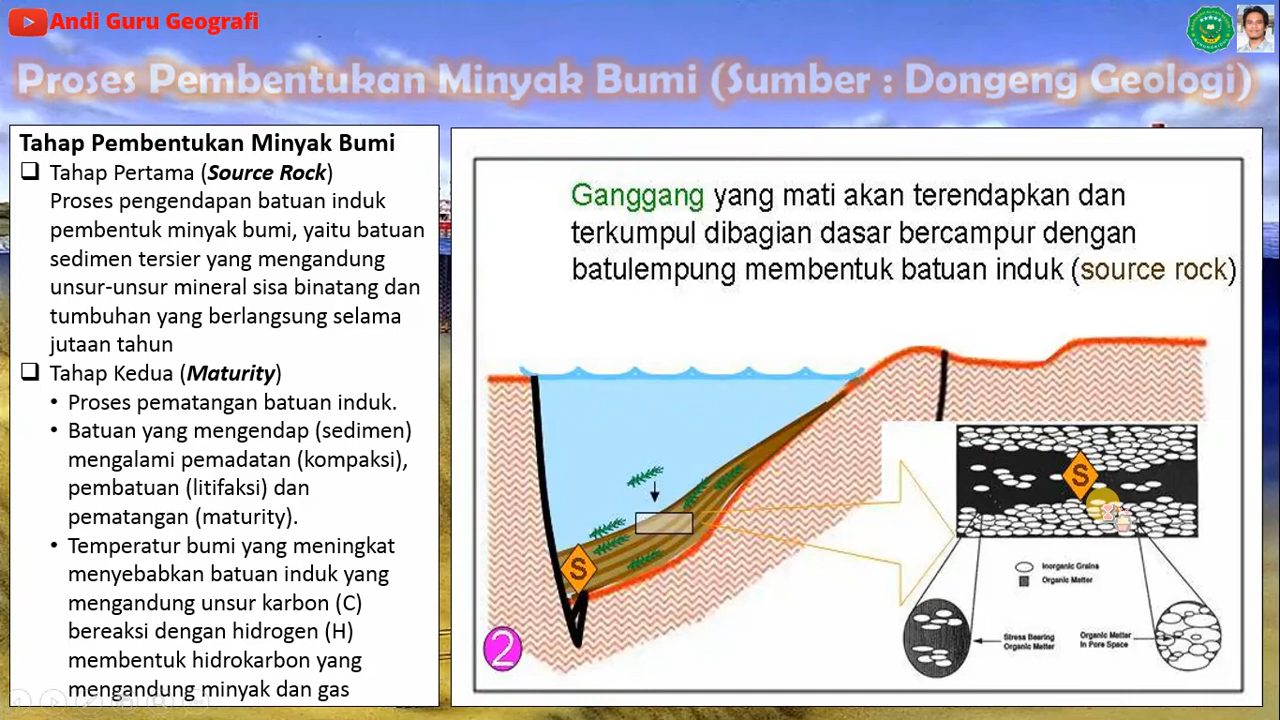 Andi Guru Geografi
Proses Pembentukan Minyak Bumi (Sumber : Dongeng Geologi)
Tahap Pembentukan Minyak Bumi
Tahap Pertama (Source Rock)
Proses pengendapan batuan induk
pembentuk minyak bumi, yaitu batuan
sedimen tersier yang mengandung
unsur-unsur mineral sisa binatang dan
tumbuhan yang berlangsung selama
jutaan tahun
Tahap Kedua (Maturity)
• Proses pematangan batuan induk.
• Batuan yang mengendap (sedimen)
mengalami pemadatan (kompaksi),
pembatuan (litifaksi) dan
pematangan (maturity).
• Temperatur bumi yang meningkat
menyebabkan batuan induk yang
mengandung unsur karbon (C)
bereaksi dengan hidrogen (H)
membentuk hidrokarbon yang
mengandung minyak dan gas
Ganggang yang mati akan terendapkan dan
terkumpul dibagian dasar bercampur dengan
batulempung membentuk batuan induk (source rock)
S
S
Inorganic Grains
Organic Matter
Stress Bearing
Organic Matter
Organic Matter
In Pore Space
2